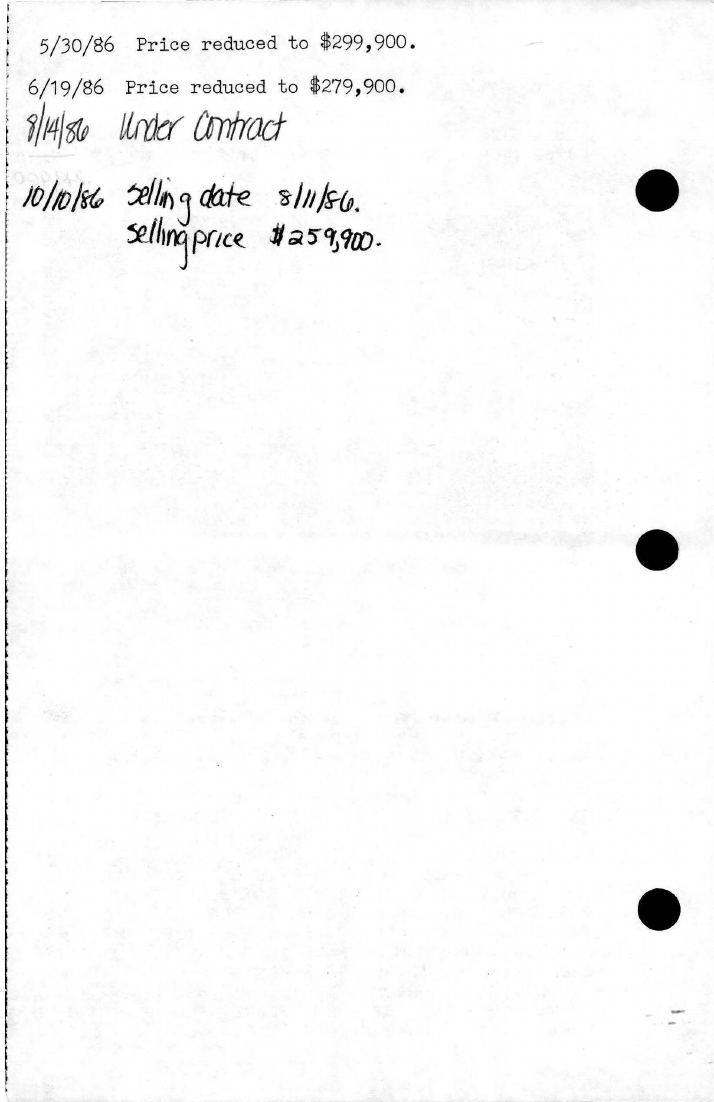 5/30/86 Price reduced to $299,900.
6/19/86 Price reduced to $279,900.
8/14/86 Under Contract
10/10/86 Selling date 8/11/86.
selling price $259,900.